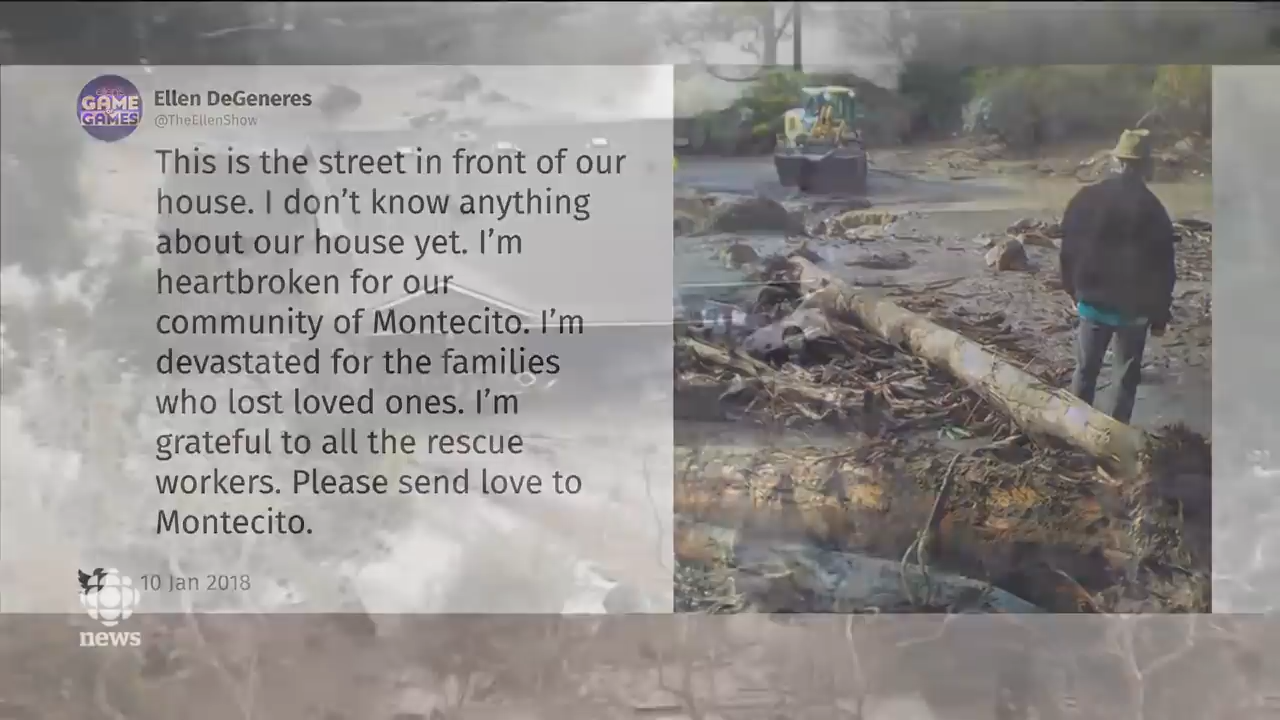 GAME
GAMES
Ellen DeGeneres
@TheEllenShow
This is the street in front of our
house. I don't know anything
about our house yet. I'm
heartbroken for our
community of Montecito. I'm
devastated for the families
who lost loved ones. I'm
grateful to all the rescue
workers. Please send love to
Montecito.
10 Jan 2018
news